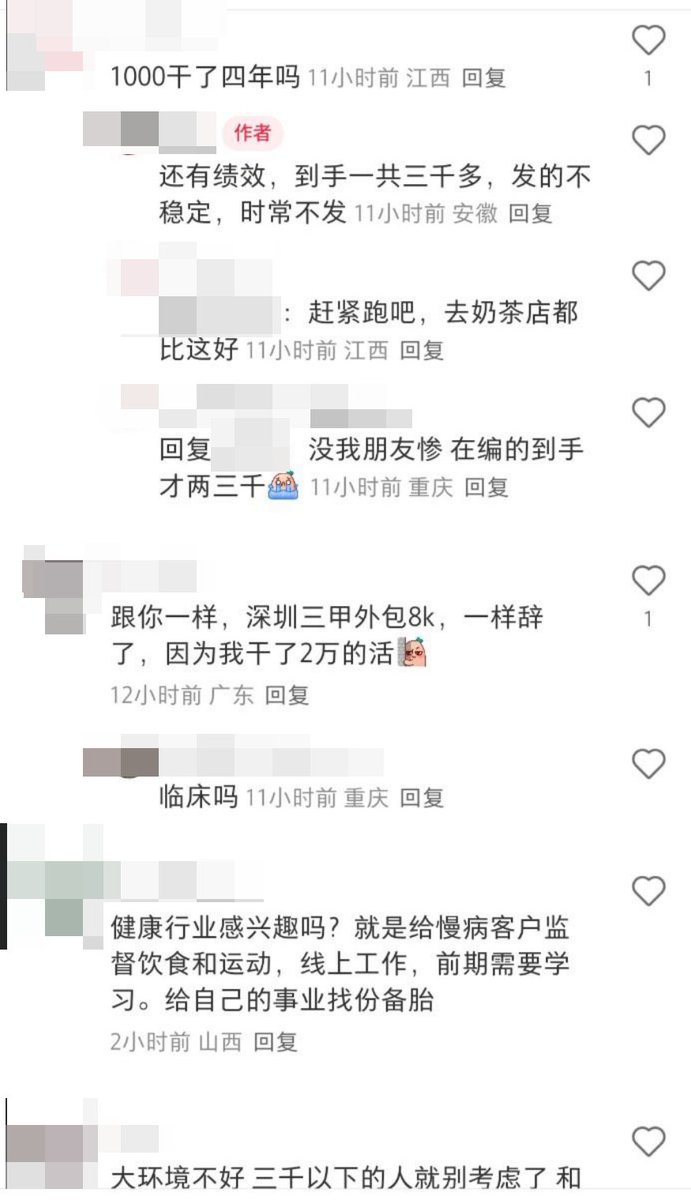 1000干了四年吗 11小时前 江西 回复
1
作者
还有绩效，到手一共三千多，发的不
稳定，时常不发 11小时前 安徽 回复
：赶紧跑吧，去奶茶店都
比这好 11小时前 江西 回复
回复 没我朋友惨 在编的到手
才两三千 11小时前 重庆 回复
跟你一样，深圳三甲外包8k，一样辞
1
了，因为我干了2万的活
12小时前 广东 回复
临床吗 11小时前 重庆 回复
健康行业感兴趣吗？就是给慢病客户监
督饮食和运动，线上工作，前期需要学
习。给自己的事业找份备胎
2小时前 山西 回复
大环境不好 三千以下的人就别考虑了 和